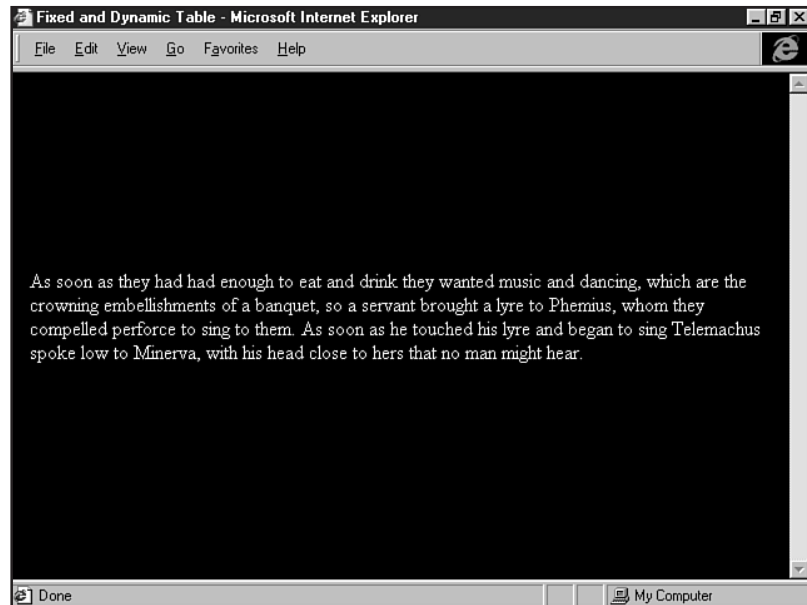 Fixed and Dynamic Table - Microsoft Internet Explorer
File Edit View Go Favorites Help
As soon as they had had enough to eat and drink they wanted music and dancing, which are the
crowning embellishments of a banquet, so a servant brought a lyre to Phemius, whom they
compelled perforce to sing to them. As soon as he touched his lyre and began to sing Telemachus
spoke low to Minerva, with his head close to hers that no man might hear.
Done My Computer